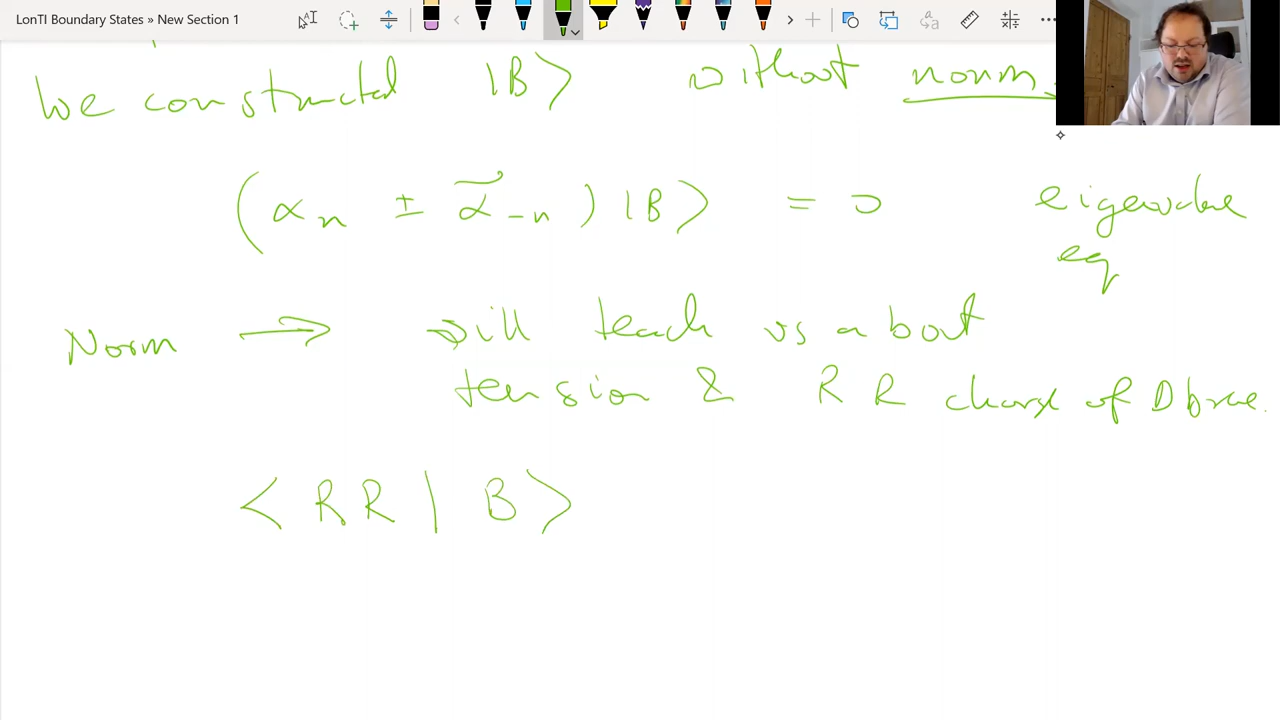 LonTI Boundary States » New Section 1
we constructed |B> without norm.
(αn ± α̃-n) |B> = 0 eigenvalue
eq
Norm → will teach us about
tension & RR charge of Dbrane.
< RR | B >